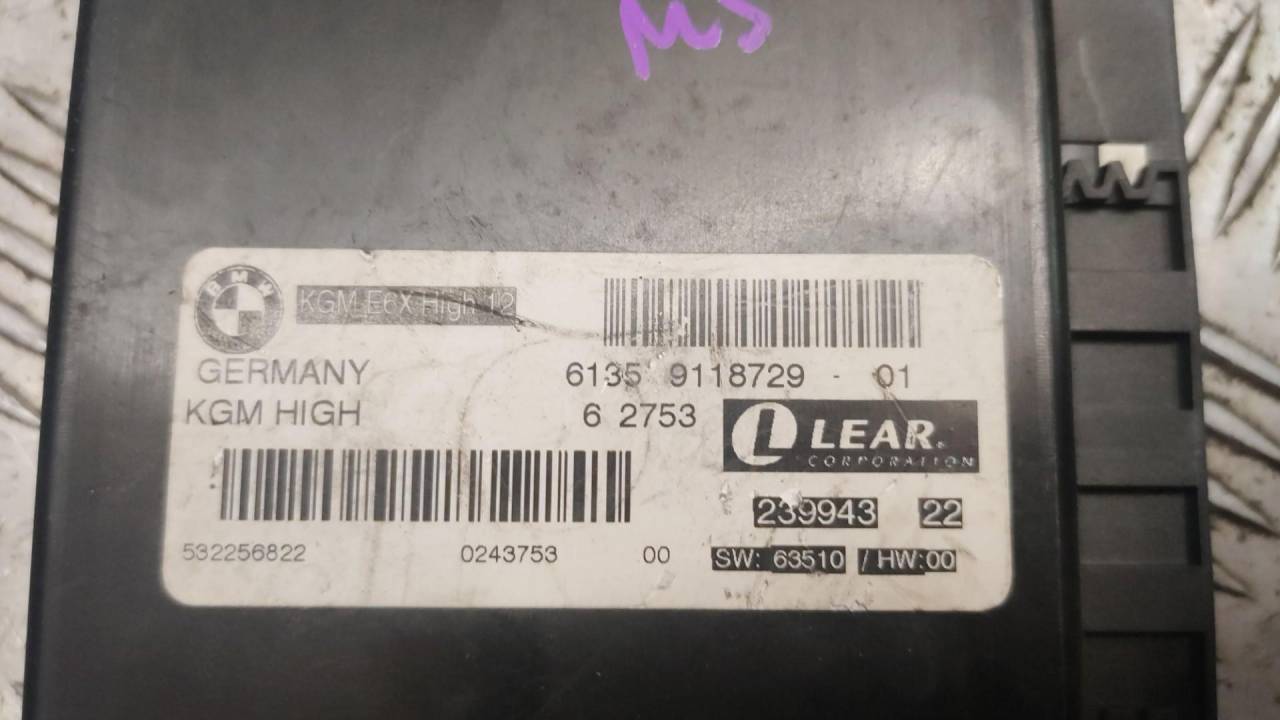 M5
BMW
KGM E6X High 12
GERMANY
6135 9118729 - 01
KGM HIGH
6 2753
LEAR.
CORPORATION
239943 22
532256822 0243753 00
SW: 63510 / HW:00